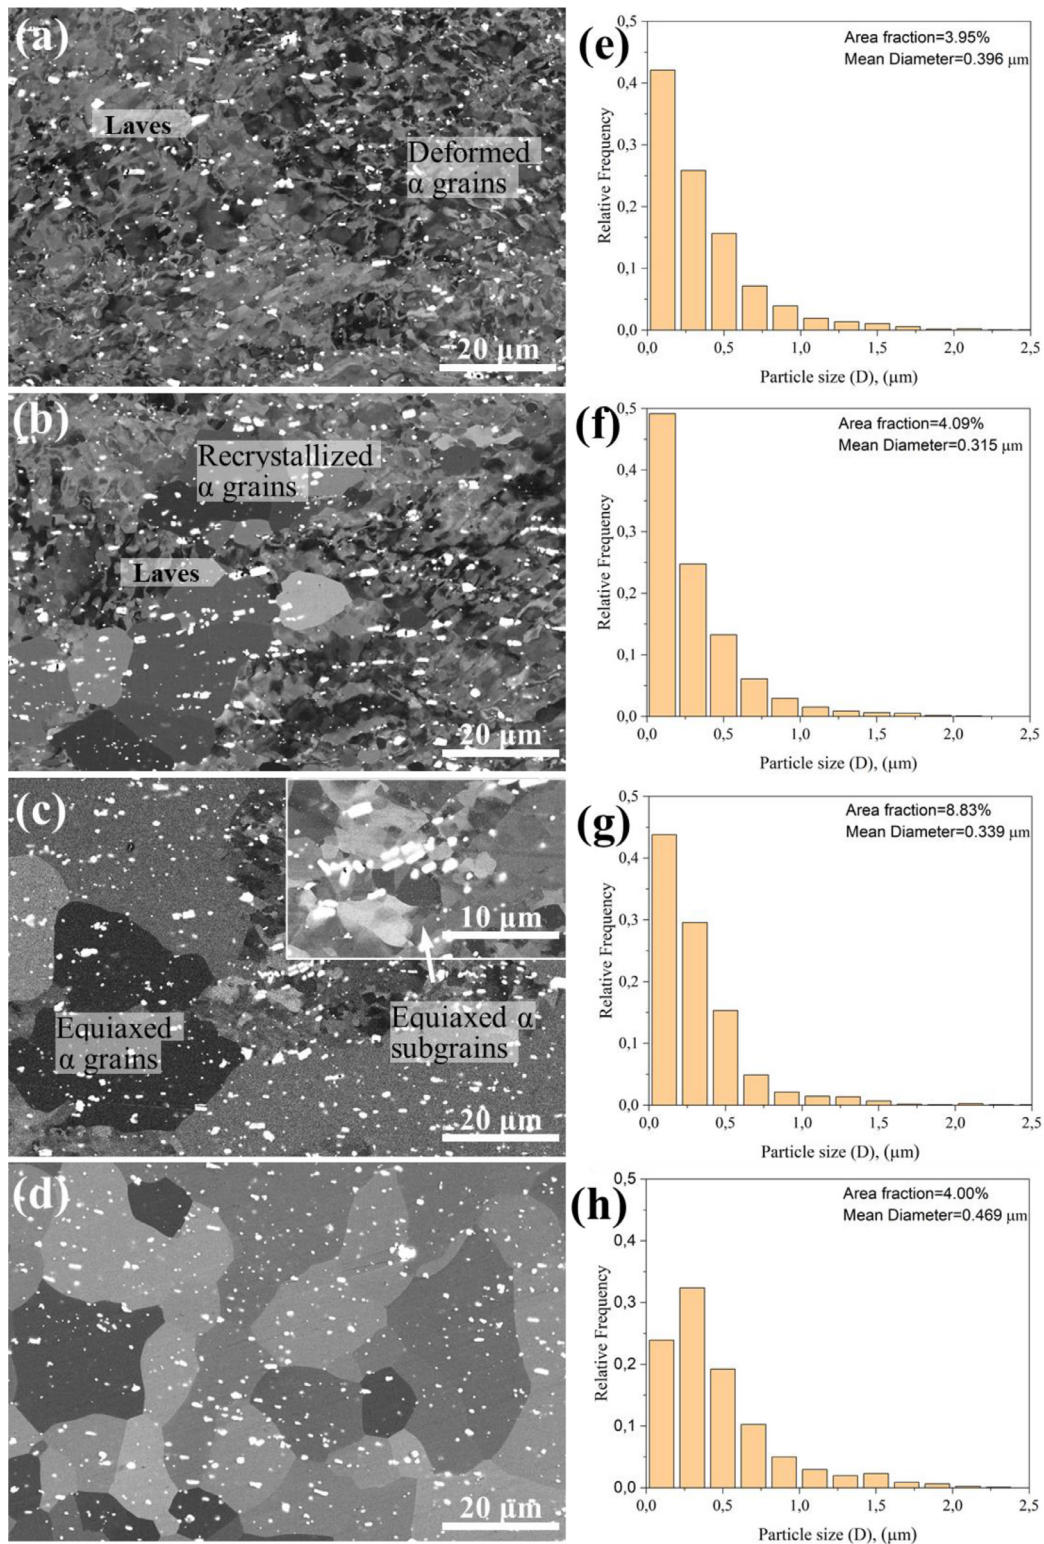 (a)
Laves
Deformed
α grains
20 μm
(e)
Area fraction=3.95%
Mean Diameter=0.396 μm
0,5
0,4
0,3
0,2
0,1
0,0
Relative Frequency
0,0 0,5 1,0 1,5 2,0 2,5
Particle size (D), (μm)
(b)
Recrystallized
α grains
Laves
20 μm
(f)
Area fraction=4.09%
Mean Diameter=0.315 μm
0,5
0,4
0,3
0,2
0,1
0,0
Relative Frequency
0,0 0,5 1,0 1,5 2,0 2,5
Particle size (D), (μm)
(c)
10 μm
Equiaxed
α grains
Equiaxed α
subgrains
20 μm
(g)
Area fraction=8.83%
Mean Diameter=0.339 μm
0,5
0,4
0,3
0,2
0,1
0,0
Relative Frequency
0,0 0,5 1,0 1,5 2,0 2,5
Particle size (D), (μm)
(d)
20 μm
(h)
Area fraction=4.00%
Mean Diameter=0.469 μm
0,5
0,4
0,3
0,2
0,1
0,0
Relative Frequency
0,0 0,5 1,0 1,5 2,0 2,5
Particle size (D), (μm)